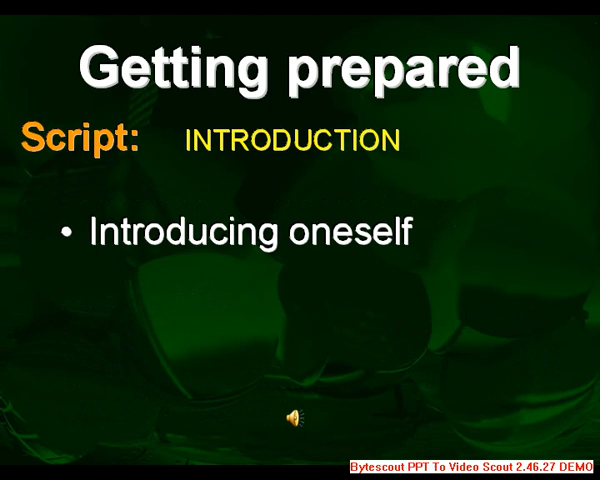 Getting prepared
Script: INTRODUCTION
• Introducing oneself
Bytescout PPT To Video Scout 2.46.27 DEMO